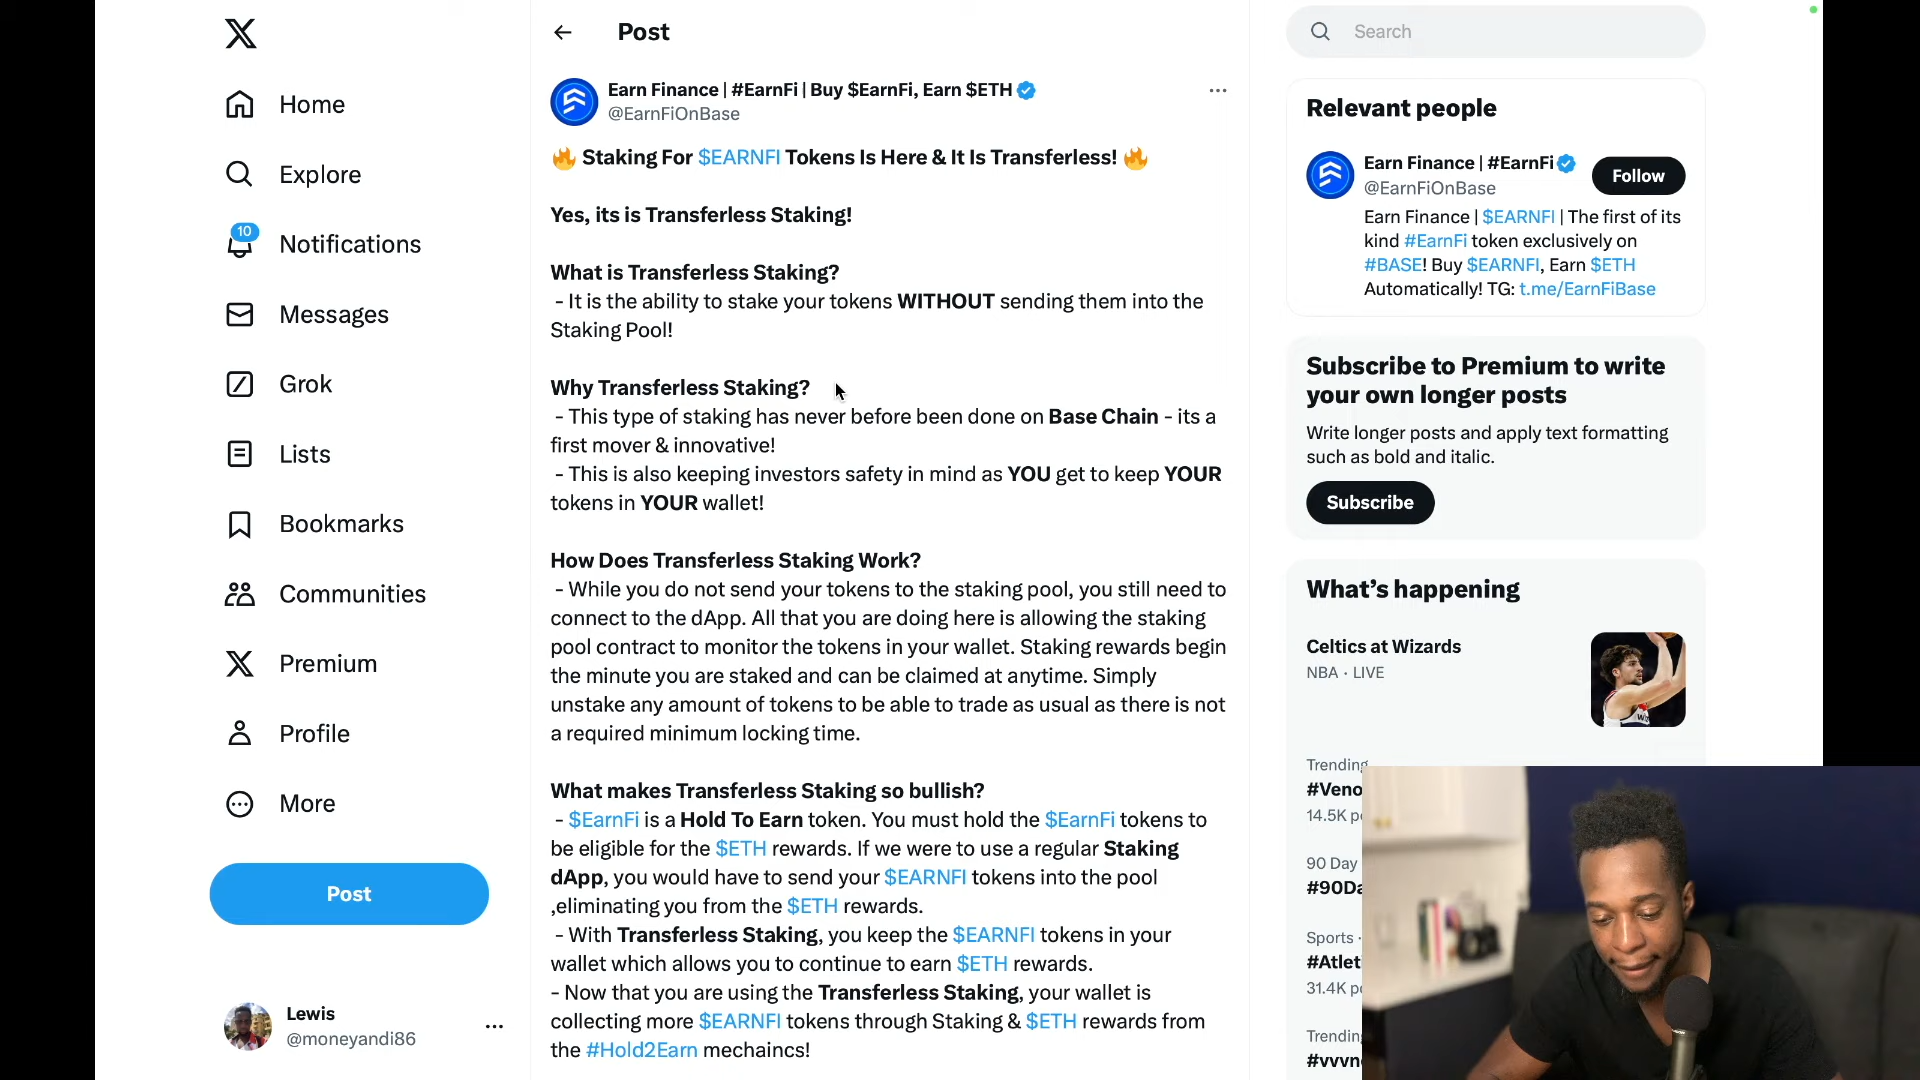 Home
Explore
10
Notifications
Messages
Grok
Lists
Bookmarks
Communities
Premium
Profile
More
Post
Lewis
@moneyandi86
Post
Earn Finance | #EarnFi | Buy $EarnFi, Earn $ETH
@EarnFiOnBase
🔥 Staking For $EARNFI Tokens Is Here & It Is Transferless! 🔥
Yes, its is Transferless Staking!
What is Transferless Staking?
- It is the ability to stake your tokens WITHOUT sending them into the
Staking Pool!
Why Transferless Staking?
- This type of staking has never before been done on Base Chain - its a
first mover & innovative!
- This is also keeping investors safety in mind as YOU get to keep YOUR
tokens in YOUR wallet!
How Does Transferless Staking Work?
- While you do not send your tokens to the staking pool, you still need to
connect to the dApp. All that you are doing here is allowing the staking
pool contract to monitor the tokens in your wallet. Staking rewards begin
the minute you are staked and can be claimed at anytime. Simply
unstake any amount of tokens to be able to trade as usual as there is not
a required minimum locking time.
What makes Transferless Staking so bullish?
- $EarnFi is a Hold To Earn token. You must hold the $EarnFi tokens to
be eligible for the $ETH rewards. If we were to use a regular Staking
dApp, you would have to send your $EARNFI tokens into the pool
,eliminating you from the $ETH rewards.
- With Transferless Staking, you keep the $EARNFI tokens in your
wallet which allows you to continue to earn $ETH rewards.
- Now that you are using the Transferless Staking, your wallet is
collecting more $EARNFI tokens through Staking & $ETH rewards from
the #Hold2Earn mechaincs!
Search
Relevant people
Earn Finance | #EarnFi
@EarnFiOnBase
Follow
Earn Finance | $EARNFI | The first of its
kind #EarnFi token exclusively on
#BASE! Buy $EARNFI, Earn $ETH
Automatically! TG: t.me/EarnFiBase
Subscribe to Premium to write
your own longer posts
Write longer posts and apply text formatting
such as bold and italic.
Subscribe
What's happening
Celtics at Wizards
NBA · LIVE
Trending
#Veno
14.5K po
90 Day
#90Da
Sports ·
#Atlet
31.4K po
Trending
#vvvn